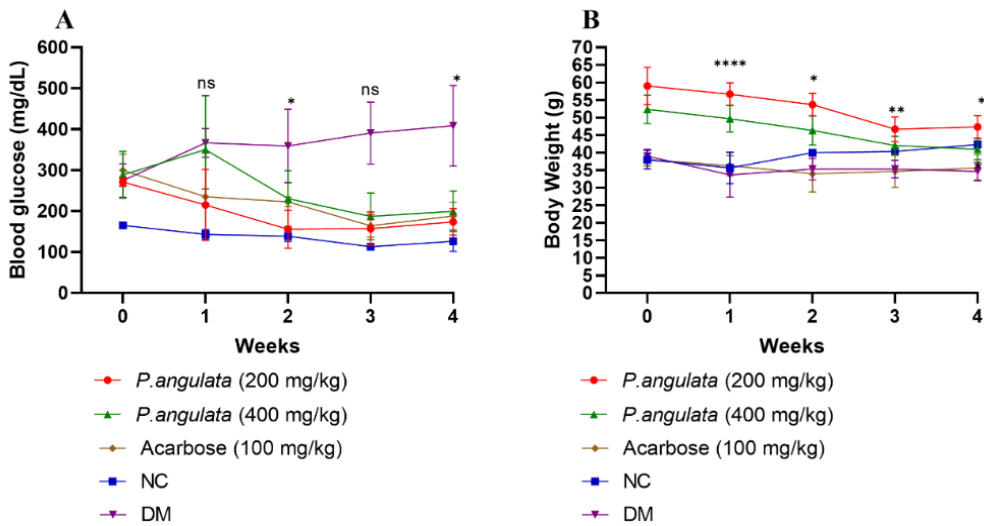 A
Blood glucose (mg/dL)
600
500
400
300
200
100
0
ns
*
ns
*
0 1 2 3 4
Weeks
P.angulata (200 mg/kg)
P.angulata (400 mg/kg)
Acarbose (100 mg/kg)
NC
DM
B
Body Weight (g)
70
65
60
55
50
45
40
35
30
25
20
15
10
5
0
****
*
**
*
*
0 1 2 3 4
Weeks
P.angulata (200 mg/kg)
P.angulata (400 mg/kg)
Acarbose (100 mg/kg)
NC
DM